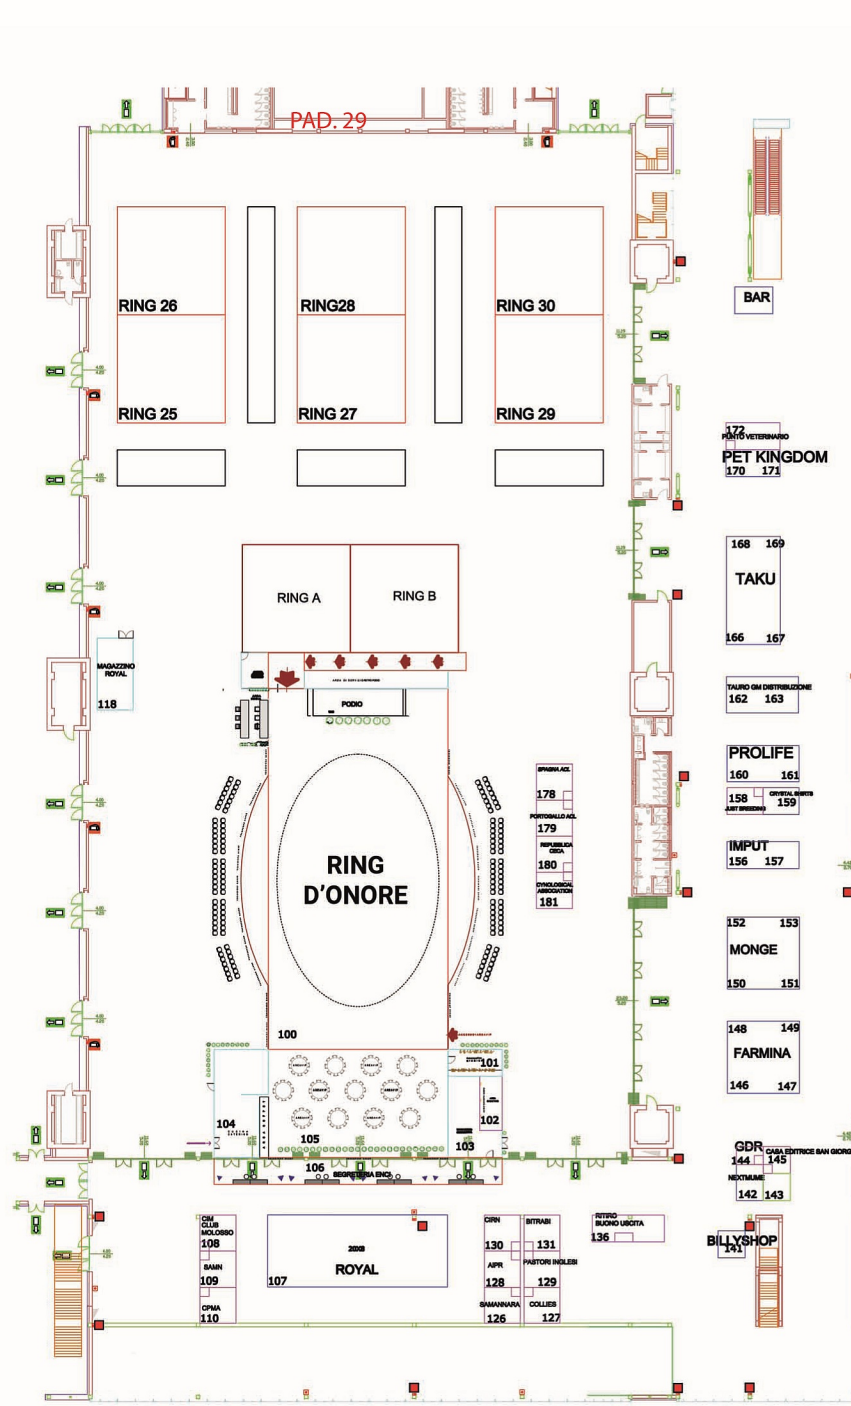 PAD. 29
RING 26
RING28
RING 30
BAR
RING 25
RING 27
RING 29
172
PUNTO VETERINARIO
PET KINGDOM
170 171
168 169
TAKU
166 167
RING A
RING B
MAGAZZINO
ROYAL
118
PODIO
TAURO GM DISTRIBUZIONE
162 163
PROLIFE
160 161
158
JUST BREEDING
CRYSTAL SHIRTS
159
SPAGNA ACL
178
PORTOGALLO ACL
179
REPUBBLICA
CECA
180
CYNOLOGICAL
ASSOCIATION
181
IMPUT
156 157
RING
D’ONORE
152 153
MONGE
150 151
100
148 149
FARMINA
146 147
101
102
103
104
105
106
SEGRETERIA ENCI
GDR
144
CASA EDITRICE SAN GIORG
145
NEXTMUME
142 143
CIM
CLUB
MOLOSSO
108
SAMN
109
CPMA
110
20X8
ROYAL
107
CIRN
130
BITRABI
131
AIPR
128
PASTORI INGLESI
129
SAMANNARA
126
COLLIES
127
RITIRO
BUONO USCITA
136
BILLYSHOP
141